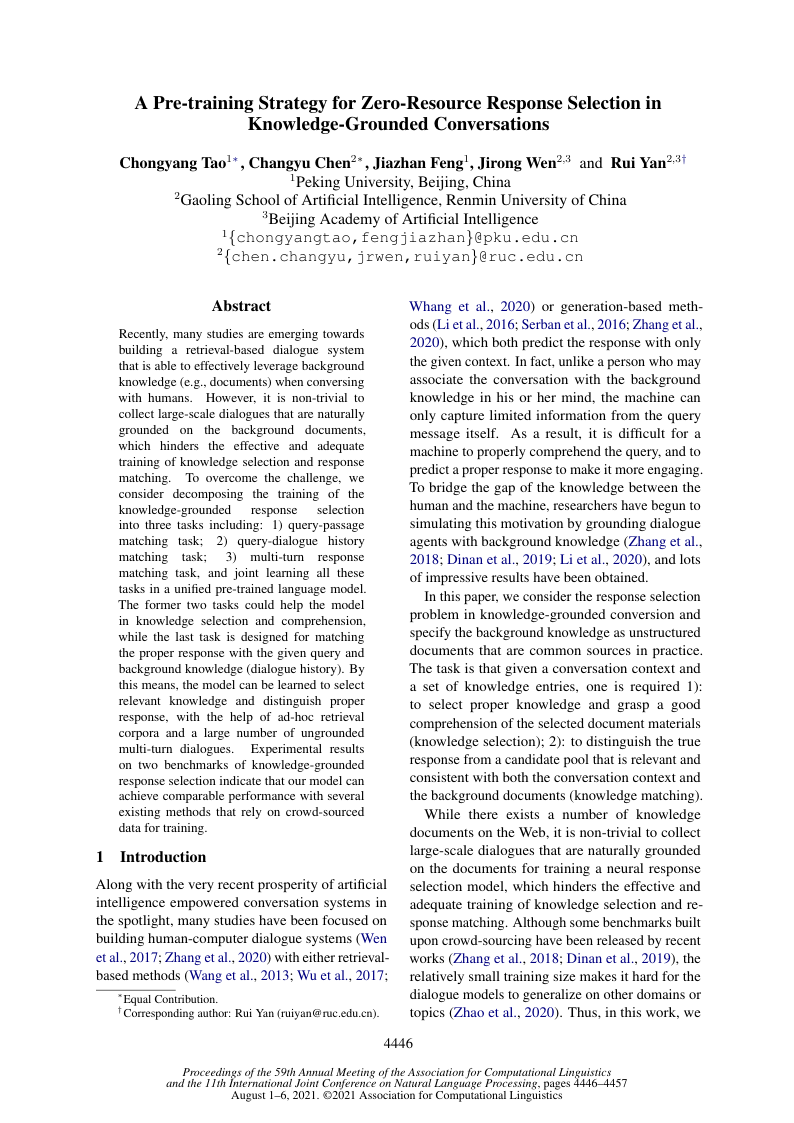 A Pre-training Strategy for Zero-Resource Response Selection in
Knowledge-Grounded Conversations
Chongyang Tao1∗, Changyu Chen2∗, Jiazhan Feng1, Jirong Wen2,3 and Rui Yan2,3†
1Peking University, Beijing, China
2Gaoling School of Artificial Intelligence, Renmin University of China
3Beijing Academy of Artificial Intelligence
1{chongyangtao,fengjiazhan}@pku.edu.cn
2{chen.changyu,jrwen,ruiyan}@ruc.edu.cn
Abstract
Recently, many studies are emerging towards
building a retrieval-based dialogue system
that is able to effectively leverage background
knowledge (e.g., documents) when conversing
with humans. However, it is non-trivial to
collect large-scale dialogues that are naturally
grounded on the background documents,
which hinders the effective and adequate
training of knowledge selection and response
matching. To overcome the challenge, we
consider decomposing the training of the
knowledge-grounded response selection
into three tasks including: 1) query-passage
matching task; 2) query-dialogue history
matching task; 3) multi-turn response
matching task, and joint learning all these
tasks in a unified pre-trained language model.
The former two tasks could help the model
in knowledge selection and comprehension,
while the last task is designed for matching
the proper response with the given query and
background knowledge (dialogue history). By
this means, the model can be learned to select
relevant knowledge and distinguish proper
response, with the help of ad-hoc retrieval
corpora and a large number of ungrounded
multi-turn dialogues. Experimental results
on two benchmarks of knowledge-grounded
response selection indicate that our model can
achieve comparable performance with several
existing methods that rely on crowd-sourced
data for training.
1 Introduction
Along with the very recent prosperity of artificial
intelligence empowered conversation systems in
the spotlight, many studies have been focused on
building human-computer dialogue systems (Wen
et al., 2017; Zhang et al., 2020) with either retrieval-
based methods (Wang et al., 2013; Wu et al., 2017;
∗Equal Contribution.
†Corresponding author: Rui Yan (ruiyan@ruc.edu.cn).
Whang et al., 2020) or generation-based meth-
ods (Li et al., 2016; Serban et al., 2016; Zhang et al.,
2020), which both predict the response with only
the given context. In fact, unlike a person who may
associate the conversation with the background
knowledge in his or her mind, the machine can
only capture limited information from the query
message itself. As a result, it is difficult for a
machine to properly comprehend the query, and to
predict a proper response to make it more engaging.
To bridge the gap of the knowledge between the
human and the machine, researchers have begun to
simulating this motivation by grounding dialogue
agents with background knowledge (Zhang et al.,
2018; Dinan et al., 2019; Li et al., 2020), and lots
of impressive results have been obtained.
In this paper, we consider the response selection
problem in knowledge-grounded conversion and
specify the background knowledge as unstructured
documents that are common sources in practice.
The task is that given a conversation context and
a set of knowledge entries, one is required 1):
to select proper knowledge and grasp a good
comprehension of the selected document materials
(knowledge selection); 2): to distinguish the true
response from a candidate pool that is relevant and
consistent with both the conversation context and
the background documents (knowledge matching).
While there exists a number of knowledge
documents on the Web, it is non-trivial to collect
large-scale dialogues that are naturally grounded
on the documents for training a neural response
selection model, which hinders the effective and
adequate training of knowledge selection and re-
sponse matching. Although some benchmarks built
upon crowd-sourcing have been released by recent
works (Zhang et al., 2018; Dinan et al., 2019), the
relatively small training size makes it hard for the
dialogue models to generalize on other domains or
topics (Zhao et al., 2020). Thus, in this work, we
4446
Proceedings of the 59th Annual Meeting of the Association for Computational Linguistics
and the 11th International Joint Conference on Natural Language Processing, pages 4446–4457
August 1–6, 2021. ©2021 Association for Computational Linguistics